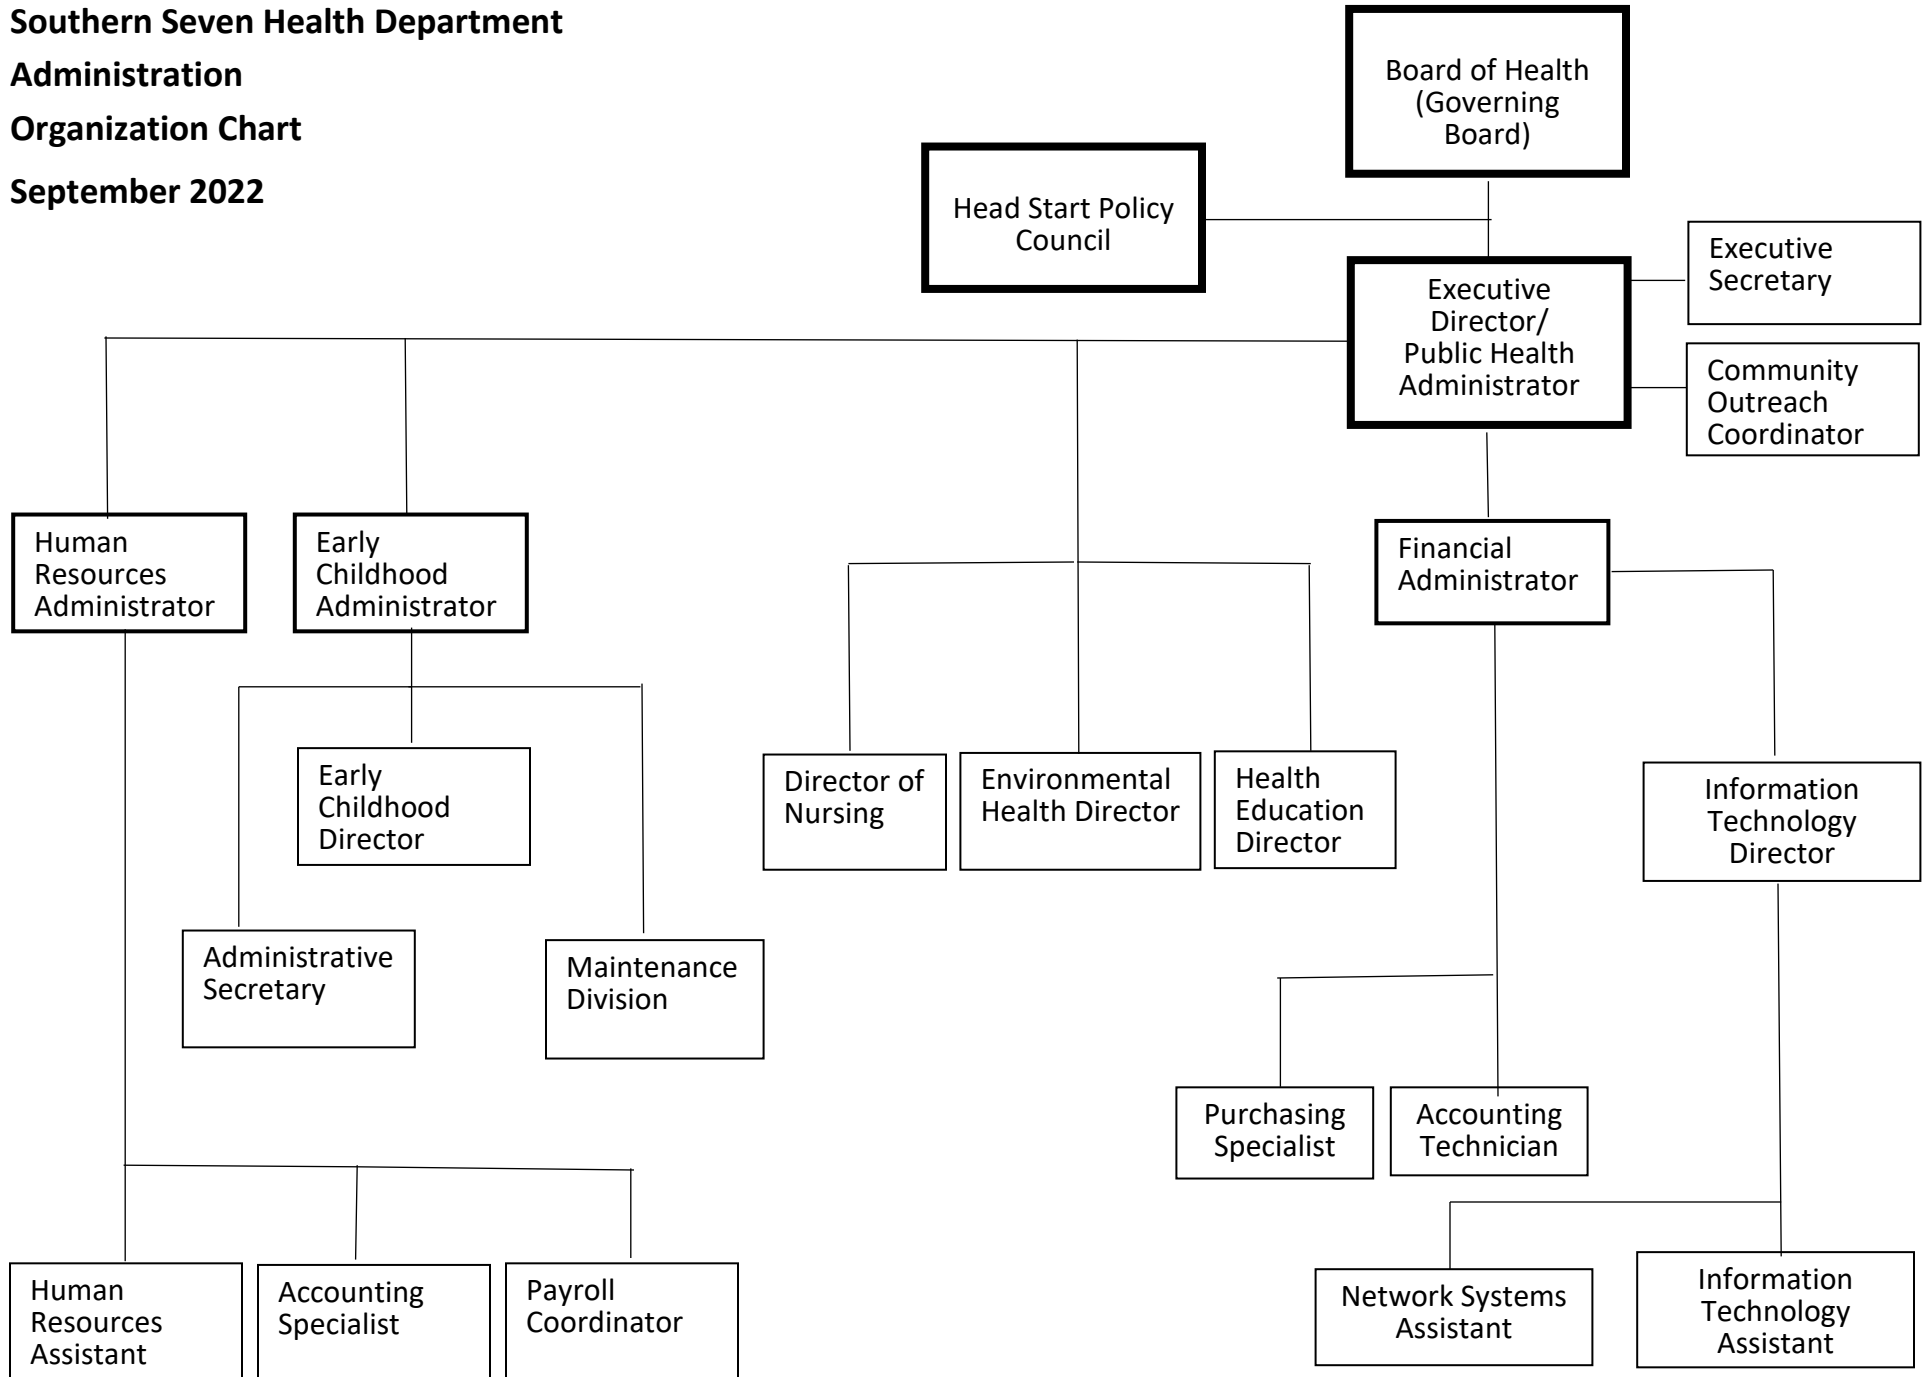 Southern Seven Health Department
Administration
Organization Chart
September 2022
Board of Health
(Governing
Board)
Head Start Policy
Council
Executive
Director/
Public Health
Administrator
Executive
Secretary
Community
Outreach
Coordinator
Human
Resources
Administrator
Early
Childhood
Administrator
Financial
Administrator
Early
Childhood
Director
Director of
Nursing
Environmental
Health Director
Health
Education
Director
Information
Technology
Director
Administrative
Secretary
Maintenance
Division
Purchasing
Specialist
Accounting
Technician
Human
Resources
Assistant
Accounting
Specialist
Payroll
Coordinator
Network Systems
Assistant
Information
Technology
Assistant